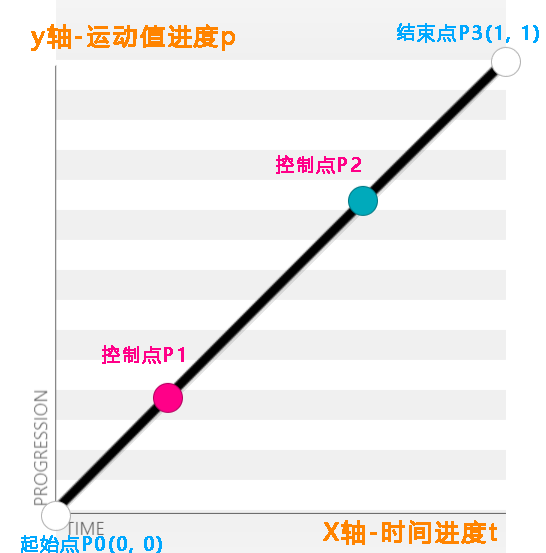 结束点P3(1, 1)
y轴-运动值进度p
控制点P2
控制点P1
PROGRESSION
TIME
X轴-时间进度t
起始点P0(0, 0)